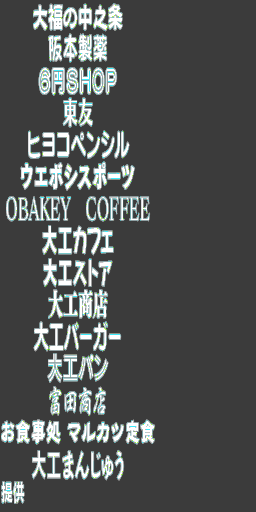 大福の中之条
阪本製薬
６円SHOP
東友
ヒヨコペンシル
ウエボシスポーツ
OBAKEY COFFEE
大工カフェ
大工ストア
大工商店
大工バーガー
大工パン
富田商店
お食事処 マルカツ定食
大工まんじゅう
提供